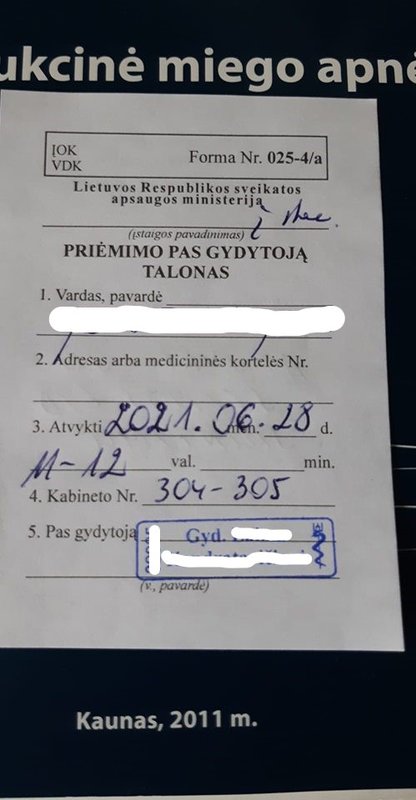 ukcinė miego apnė
ĮOK
VDK
Forma Nr. 025-4/a
Lietuvos Respublikos sveikatos
apsaugos ministerija
(įstaigos pavadinimas)
PRIĖMIMO PAS GYDYTOJĄ
TALONAS
1. Vardas, pavardė
2. Adresas arba medicininės kortelės Nr.
3. Atvykti 2021. m. 06. 28 d.
11-12 val. min.
4. Kabineto Nr. 304-305
5. Pas gydytoją Gyd.
(v., pavardė)
Kaunas, 2011 m.